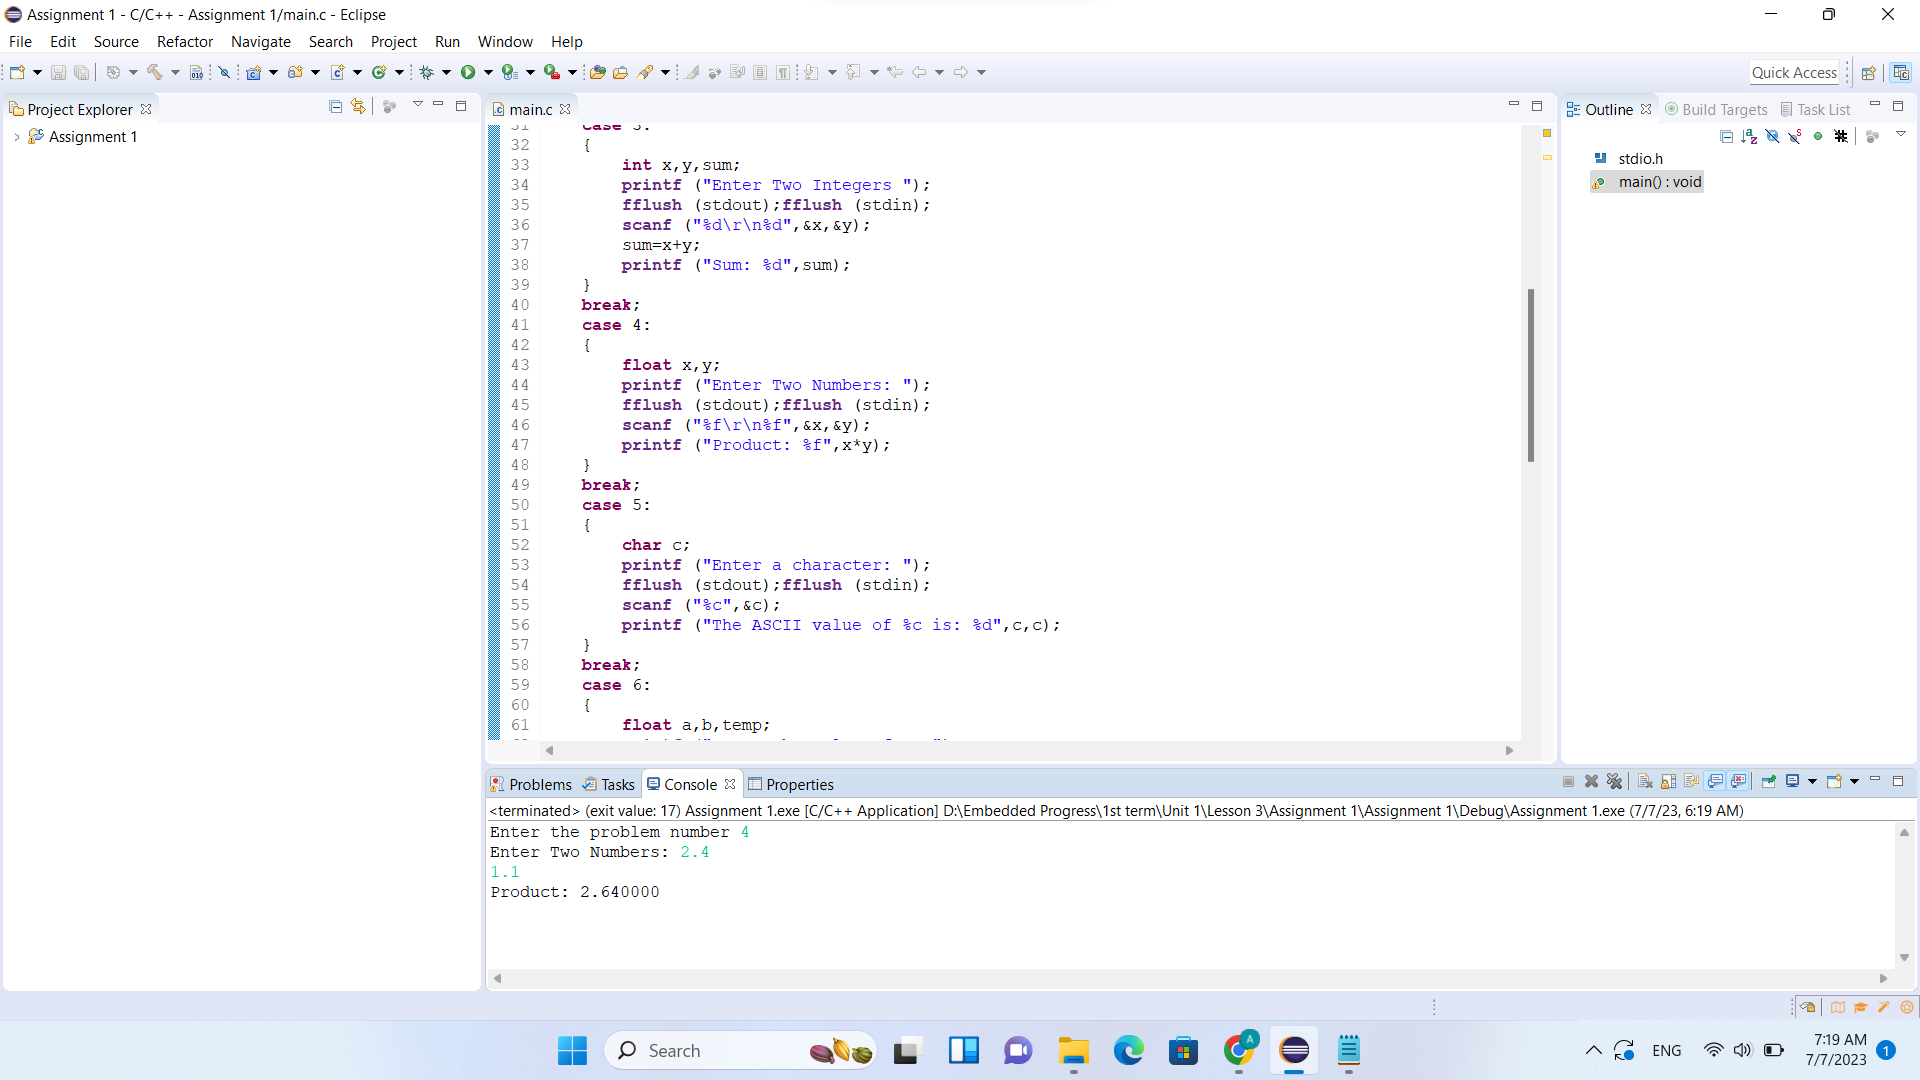 Assignment 1 - C/C++ - Assignment 1/main.c - Eclipse
File Edit Source Refactor Navigate Search Project Run Window Help
Quick Access
Project Explorer
Assignment 1
main.c
31 case 3:
32 {
33 int x,y,sum;
34 printf ("Enter Two Integers ");
35 fflush (stdout);fflush (stdin);
36 scanf ("%d\r\n%d",&x,&y);
37 sum=x+y;
38 printf ("Sum: %d",sum);
39 }
40 break;
41 case 4:
42 {
43 float x,y;
44 printf ("Enter Two Numbers: ");
45 fflush (stdout);fflush (stdin);
46 scanf ("%f\r\n%f",&x,&y);
47 printf ("Product: %f",x*y);
48 }
49 break;
50 case 5:
51 {
52 char c;
53 printf ("Enter a character: ");
54 fflush (stdout);fflush (stdin);
55 scanf ("%c",&c);
56 printf ("The ASCII value of %c is: %d",c,c);
57 }
58 break;
59 case 6:
60 {
61 float a,b,temp;
Outline Build Targets Task List
stdio.h
main() : void
Problems Tasks Console Properties
<terminated> (exit value: 17) Assignment 1.exe [C/C++ Application] D:\Embedded Progress\1st term\Unit 1\Lesson 3\Assignment 1\Assignment 1\Debug\Assignment 1.exe (7/7/23, 6:19 AM)
Enter the problem number 4
Enter Two Numbers: 2.4
1.1
Product: 2.640000
Search
ENG
7:19 AM
7/7/2023
1